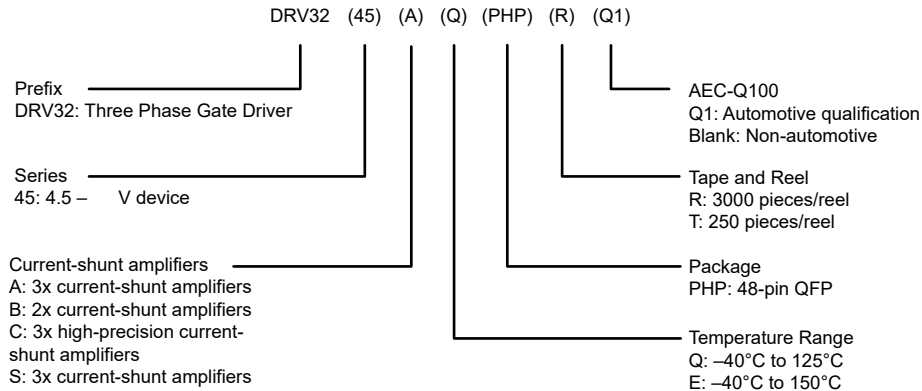 DRV32 (45) (A) (Q) (PHP) (R) (Q1)
Prefix
DRV32: Three Phase Gate Driver
Series
45: 4.5 – V device
Current-shunt amplifiers
A: 3x current-shunt amplifiers
B: 2x current-shunt amplifiers
C: 3x high-precision current-
shunt amplifiers
S: 3x current-shunt amplifiers
AEC-Q100
Q1: Automotive qualification
Blank: Non-automotive
Tape and Reel
R: 3000 pieces/reel
T: 250 pieces/reel
Package
PHP: 48-pin QFP
Temperature Range
Q: –40°C to 125°C
E: –40°C to 150°C